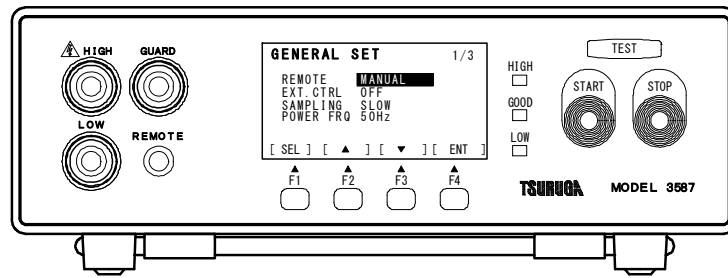 HIGH GUARD
LOW
REMOTE
GENERAL SET 1/3
REMOTE MANUAL
EXT.CTRL OFF
SAMPLING SLOW
POWER FRQ 50Hz
[ SEL ] [ ▲ ] [ ▼ ] [ ENT ]
F1 F2 F3 F4
HIGH
GOOD
LOW
TEST
START STOP
TSURUGA MODEL 3587